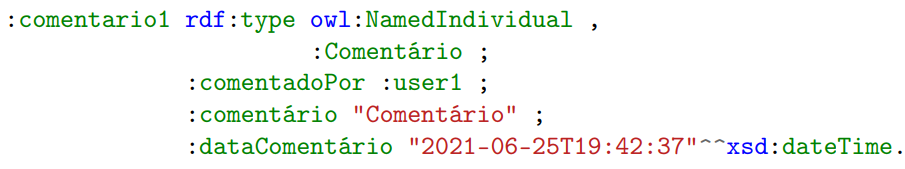 :comentario1 rdf:type owl:NamedIndividual ,
:Comentário ;
:comentadoPor :user1 ;
:comentário "Comentário" ;
:dataComentário "2021-06-25T19:42:37"^^xsd:dateTime.